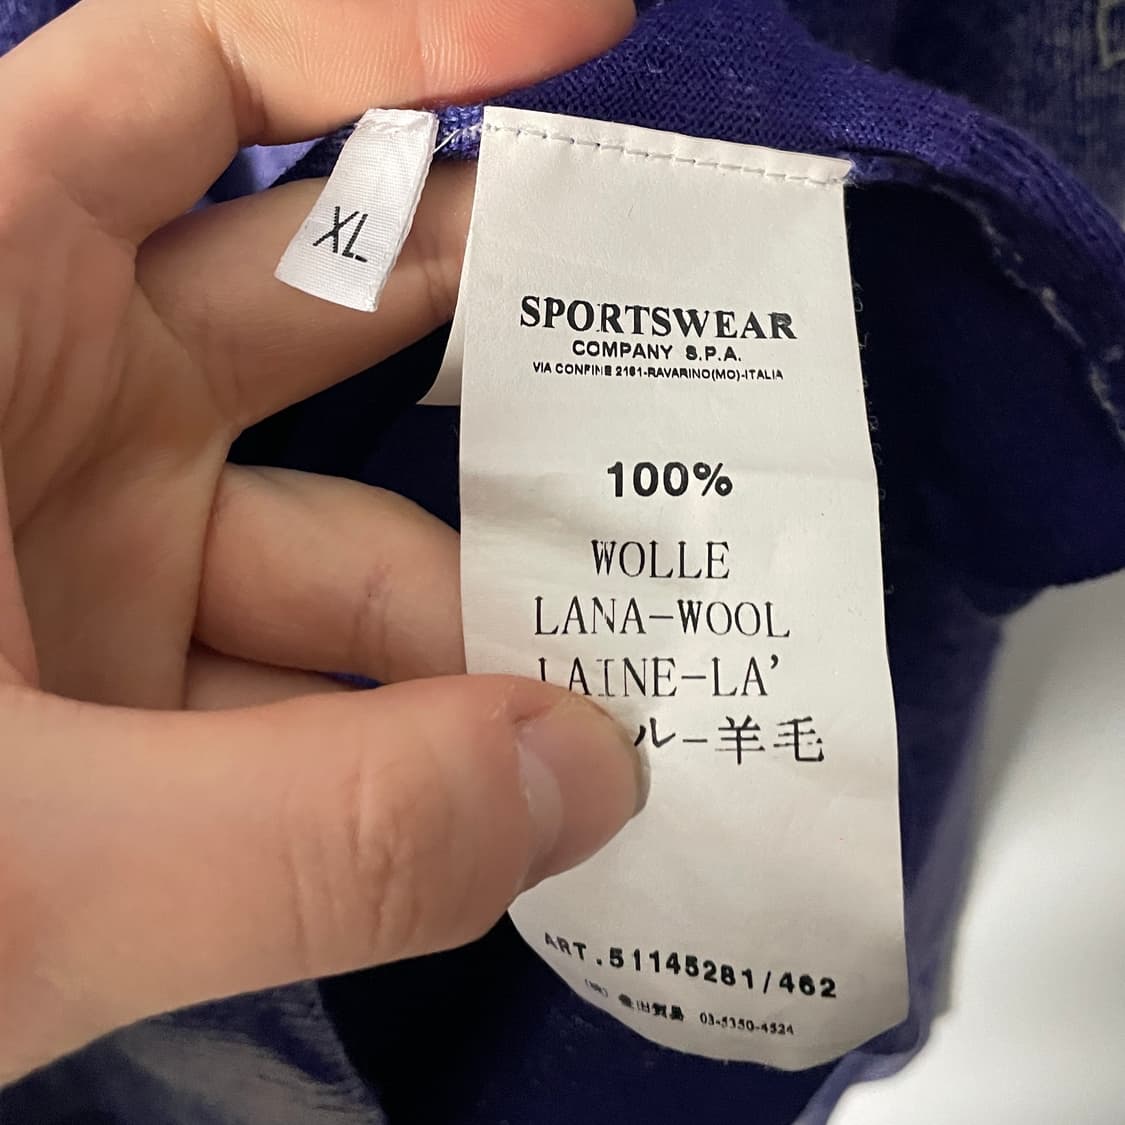 XL
SPORTSWEAR
COMPANY S.P.A.
VIA CONFINE 2161-RAVARINO(MO)-ITALIA
100%
WOLLE
LANA-WOOL
LAINE-LA'
ル-羊毛
ART.51145281/462
03-5350-4524